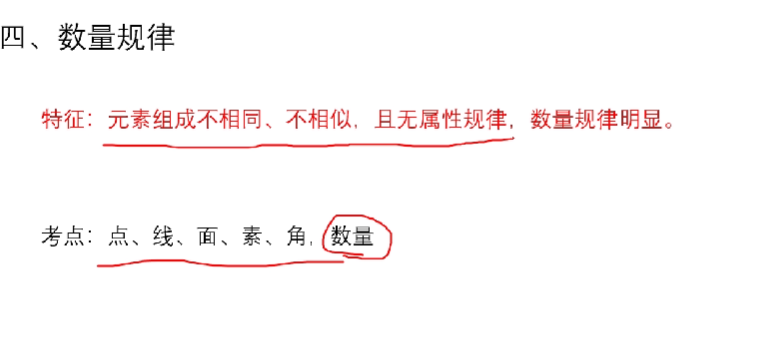 四、数量规律
特征：元素组成不相同、不相似，且无属性规律，数量规律明显。
考点：点、线、面、素、角，数量